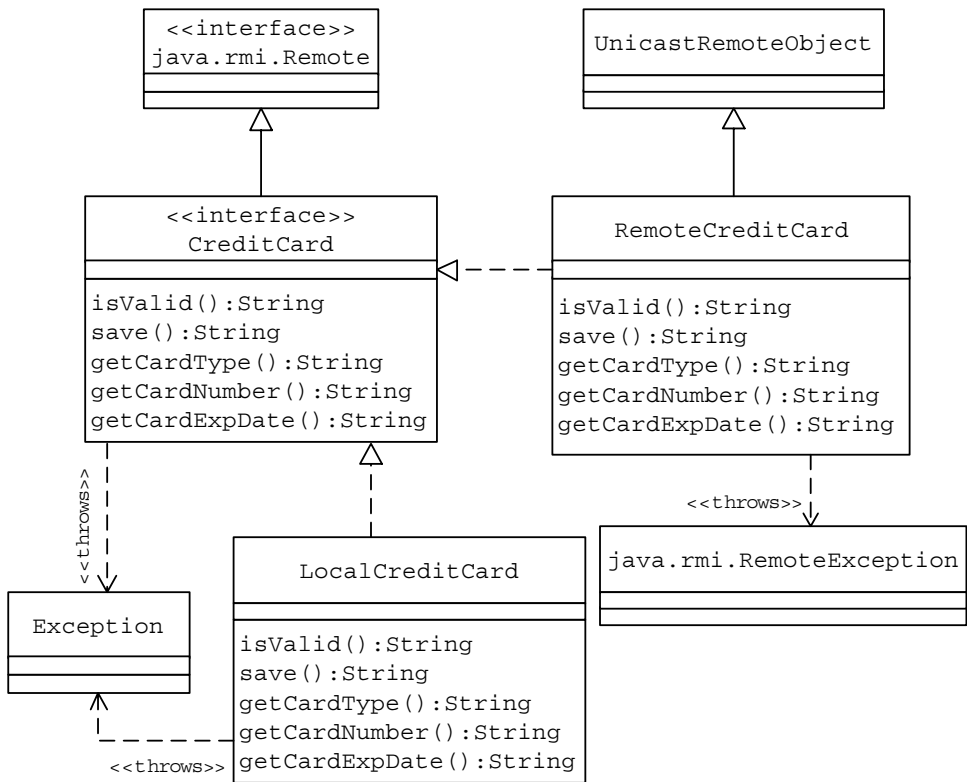 <<interface>>
java.rmi.Remote
UnicastRemoteObject
<<interface>>
CreditCard
isValid():String
save():String
getCardType():String
getCardNumber():String
getCardExpDate():String
RemoteCreditCard
isValid():String
save():String
getCardType():String
getCardNumber():String
getCardExpDate():String
<<throws>>
<<throws>>
java.rmi.RemoteException
LocalCreditCard
isValid():String
save():String
getCardType():String
getCardNumber():String
getCardExpDate():String
Exception
<<throws>>